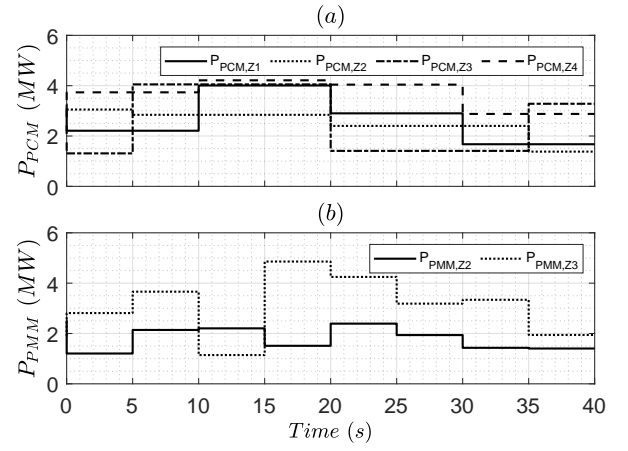 (a)
P_PCM,Z1 P_PCM,Z2 P_PCM,Z3 P_PCM,Z4
P_PCM (MW)
6
4
2
0
(b)
P_PMM,Z2 P_PMM,Z3
P_PMM (MW)
6
4
2
0
0 5 10 15 20 25 30 35 40
Time (s)